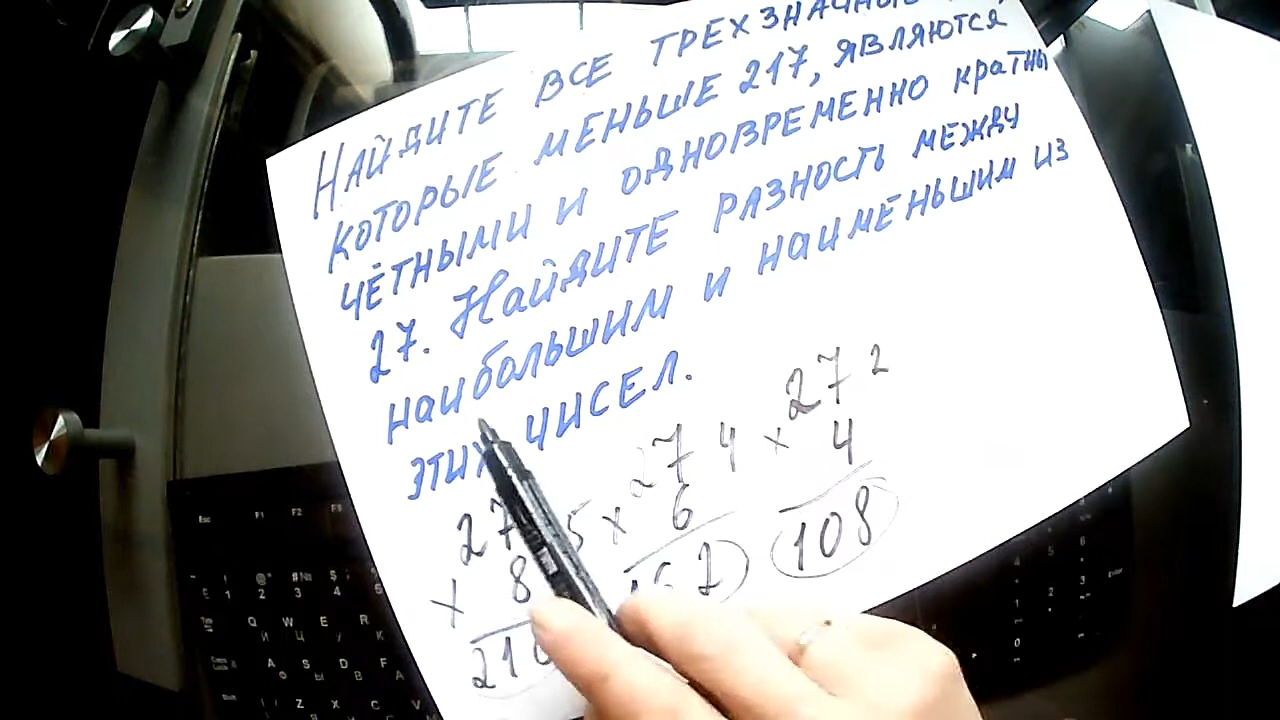 НАЙДИТЕ ВСЕ ТРЕХЗНАЧНЫЕ
КОТОРЫЕ МЕНЬШЕ 217, ЯВЛЯЮТСЯ
ЧЁТНЫМИ И ОДНОВРЕМЕННО кратны
27. НАЙДИТЕ РАЗНОСТЬ МЕЖДУ
НАИБОЛЬШИМ И НАИМЕНЬШИМ ИЗ
ЭТИХ ЧИСЕЛ.
27 5 × 27 4 × 27 2
× 8 6 4
108